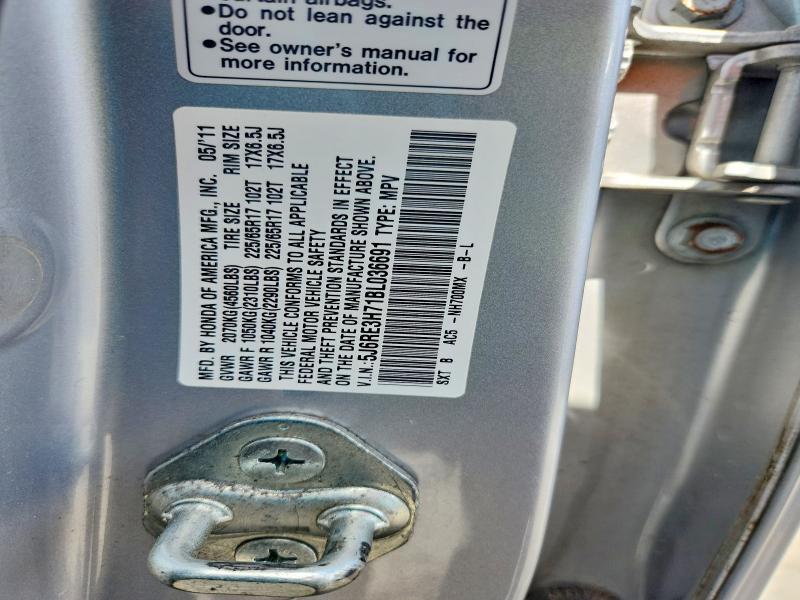 curtain airbags.
•Do not lean against the
door.
•See owner's manual for
more information.
MFD. BY HONDA OF AMERICA MFG., INC. 05/'11
GVWR 2070KG(4560LBS) TIRE SIZE RIM SIZE
GAWR F 1050KG(2310LBS) 225/65R17 102T 17X6.5J
GAWR R 1040KG(2290LBS) 225/65R17 102T 17X6.5J
THIS VEHICLE CONFORMS TO ALL APPLICABLE
FEDERAL MOTOR VEHICLE SAFETY
AND THEFT PREVENTION STANDARDS IN EFFECT
ON THE DATE OF MANUFACTURE SHOWN ABOVE.
V.I.N.:5J6RE3H71BL036691 TYPE: MPV
SXT B AC5 -NH700MX -B-L